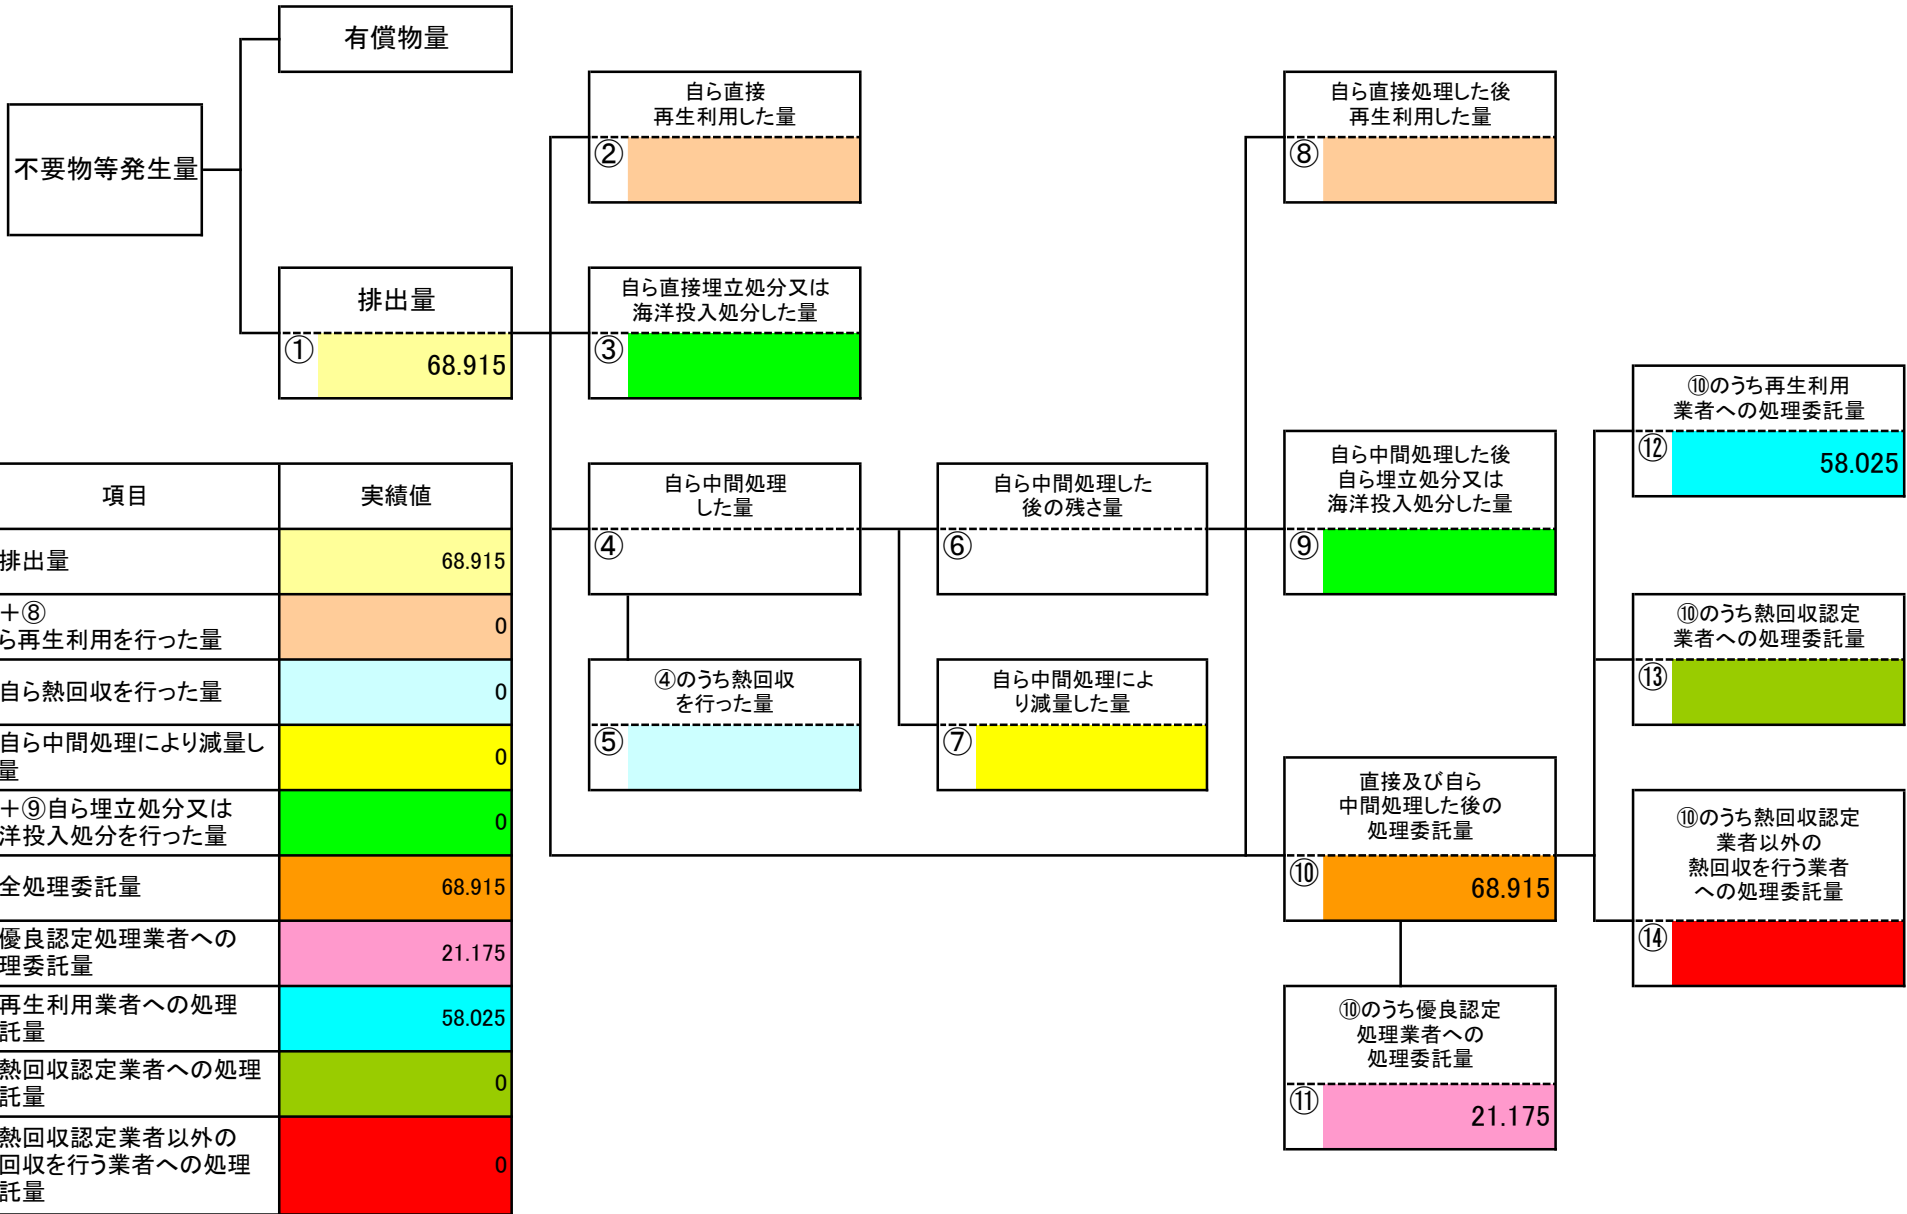 有償物量
不要物等発生量
排出量
① 68.915
自ら直接
再生利用した量
②
自ら直接埋立処分又は
海洋投入処分した量
③
自ら中間処理
した量
④
④のうち熱回収
を行った量
⑤
自ら中間処理した
後の残さ量
⑥
自ら中間処理によ
り減量した量
⑦
自ら直接処理した後
再生利用した量
⑧
自ら中間処理した後
自ら埋立処分又は
海洋投入処分した量
⑨
直接及び自ら
中間処理した後の
処理委託量
⑩ 68.915
⑩のうち優良認定
処理業者への
処理委託量
⑪ 21.175
⑩のうち再生利用
業者への処理委託量
⑫ 58.025
⑩のうち熱回収認定
業者への処理委託量
⑬
⑩のうち熱回収認定
業者以外の
熱回収を行う業者
への処理委託量
⑭
項目 実績値
排出量 68.915
+⑧
ら再生利用を行った量 0
自ら熱回収を行った量 0
自ら中間処理により減量し
量 0
+⑨自ら埋立処分又は
洋投入処分を行った量 0
全処理委託量 68.915
優良認定処理業者への
理委託量 21.175
再生利用業者への処理
託量 58.025
熱回収認定業者への処理
託量 0
熱回収認定業者以外の
回収を行う業者への処理
託量 0